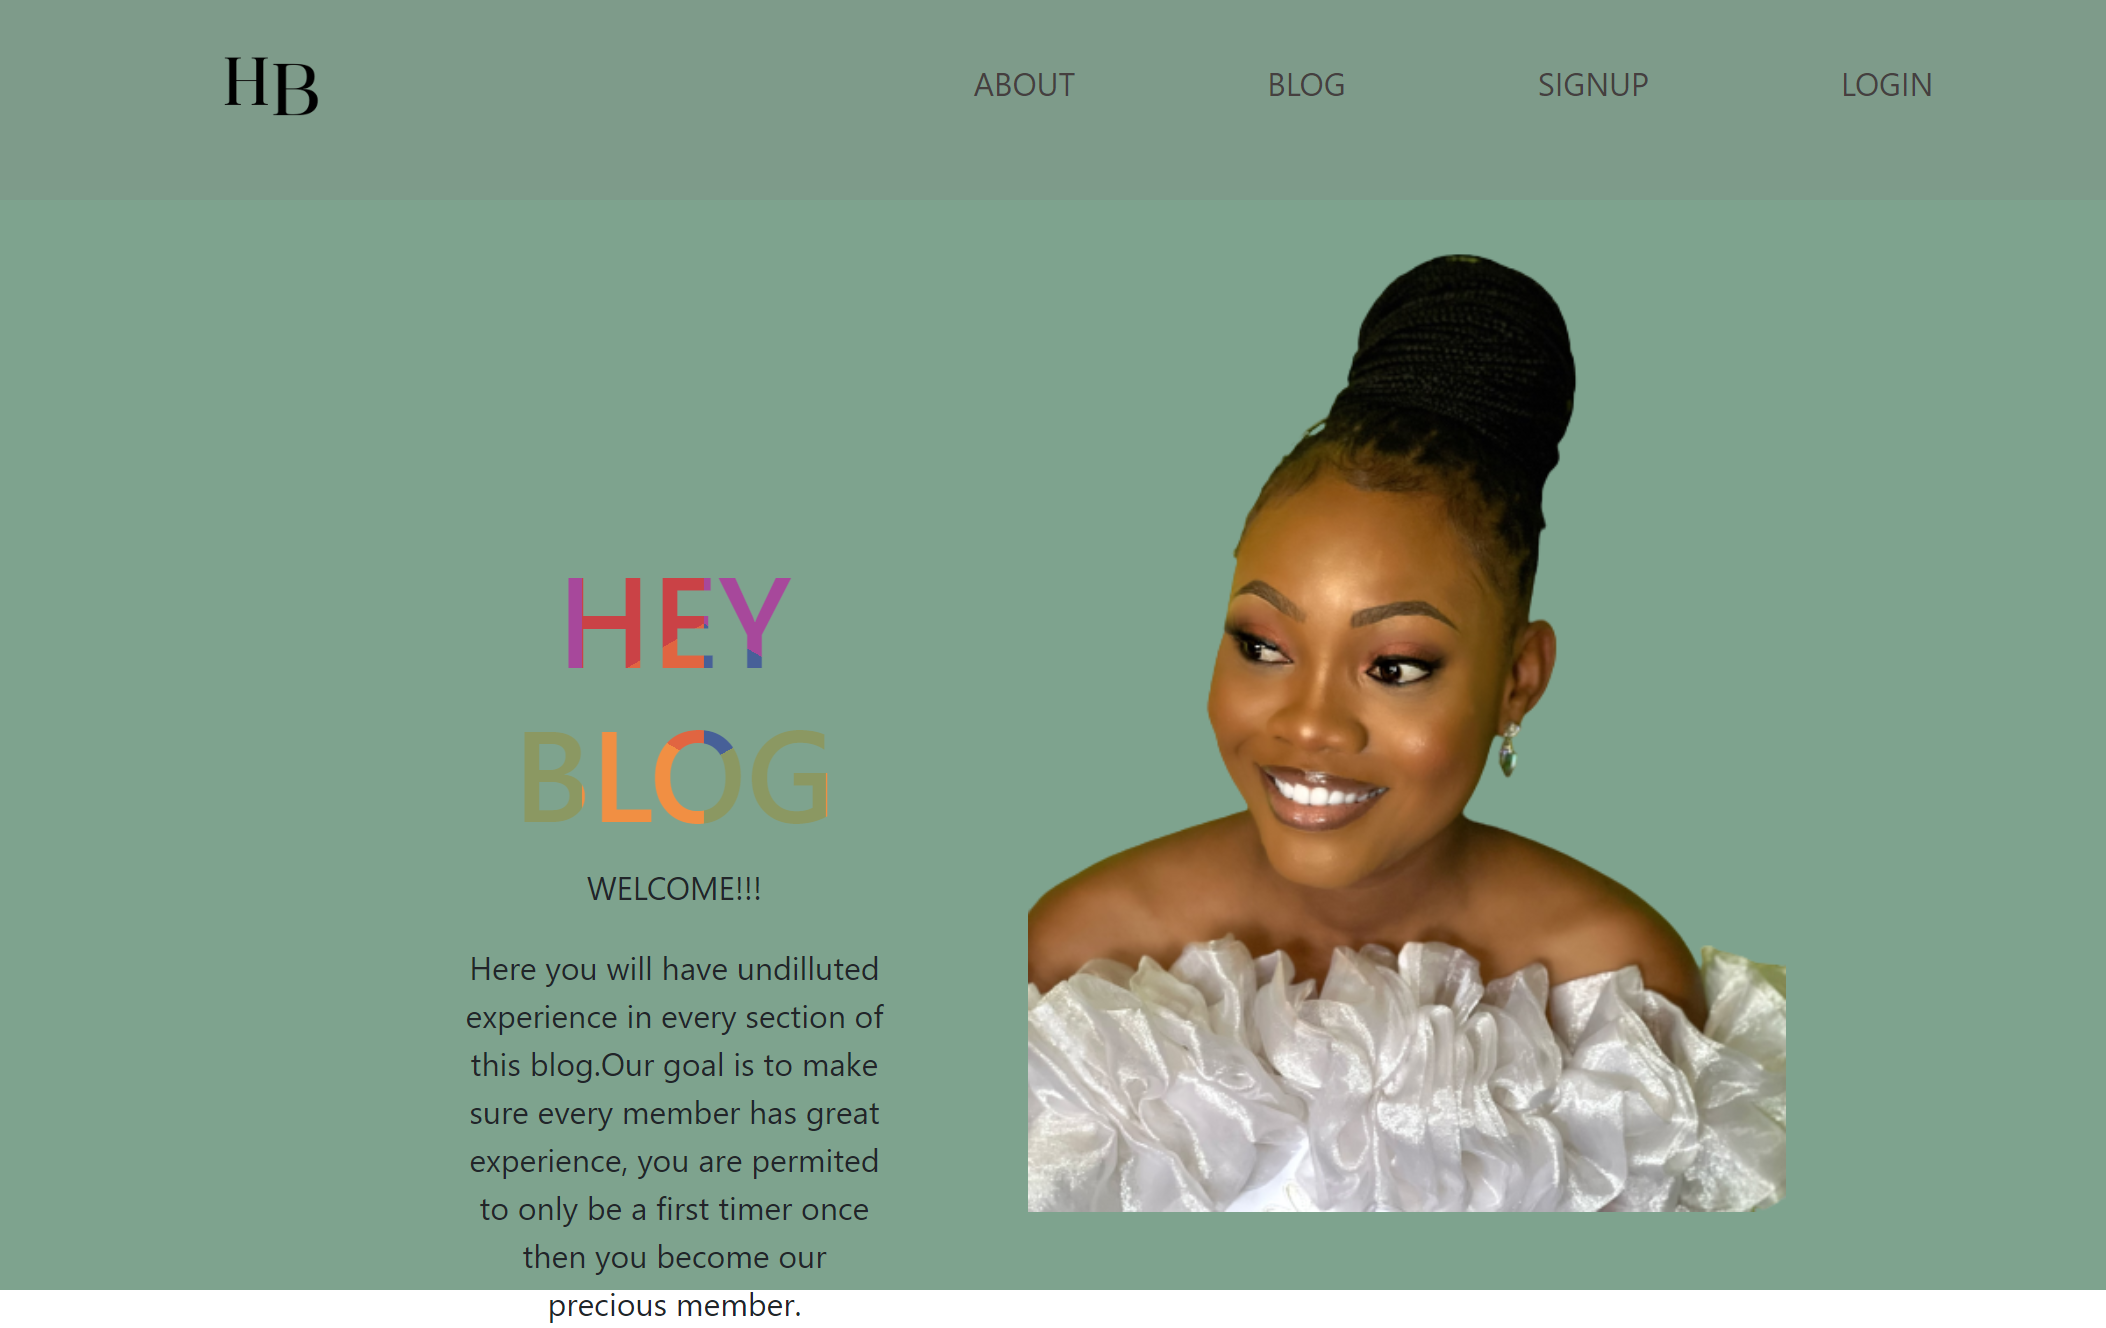 HB
ABOUT BLOG SIGNUP LOGIN
HEY
BLOG
WELCOME!!!
Here you will have undilluted
experience in every section of
this blog.Our goal is to make
sure every member has great
experience, you are permited
to only be a first timer once
then you become our
precious member.